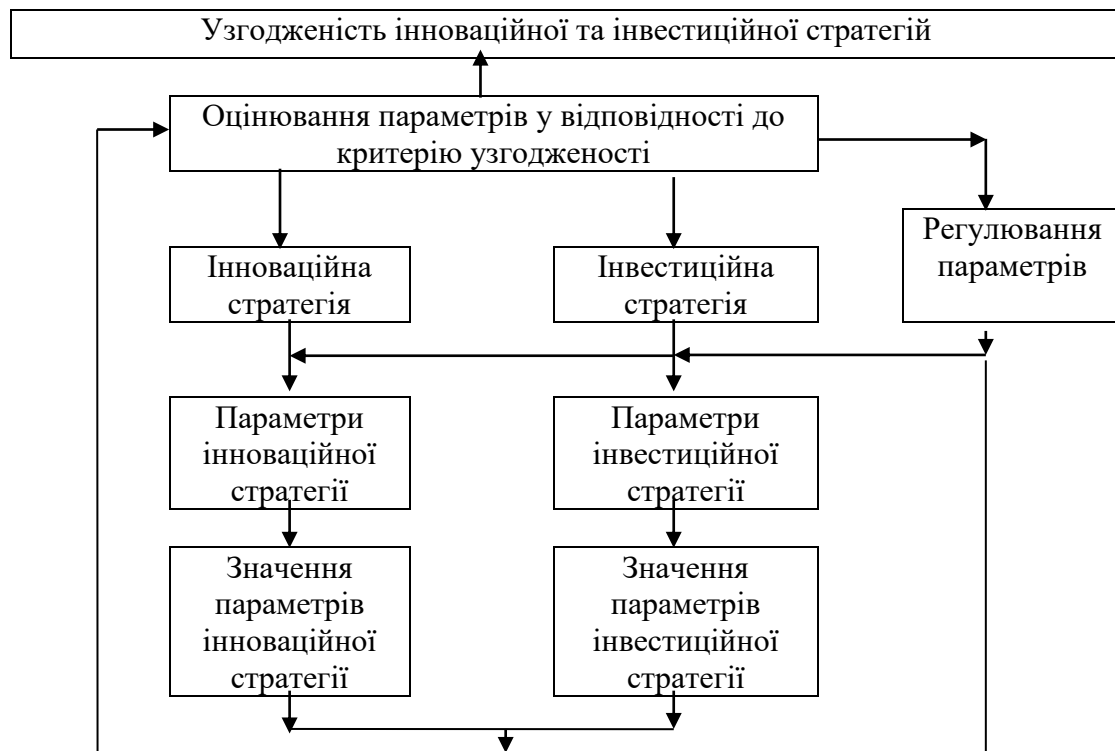 Узгодженість інноваційної та інвестиційної стратегій
Оцінювання параметрів у відповідності до
критерію узгодженості
Регулювання
параметрів
Інноваційна
стратегія
Інвестиційна
стратегія
Параметри
інноваційної
стратегії
Параметри
інвестиційної
стратегії
Значення
параметрів
інноваційної
стратегії
Значення
параметрів
інвестиційної
стратегії